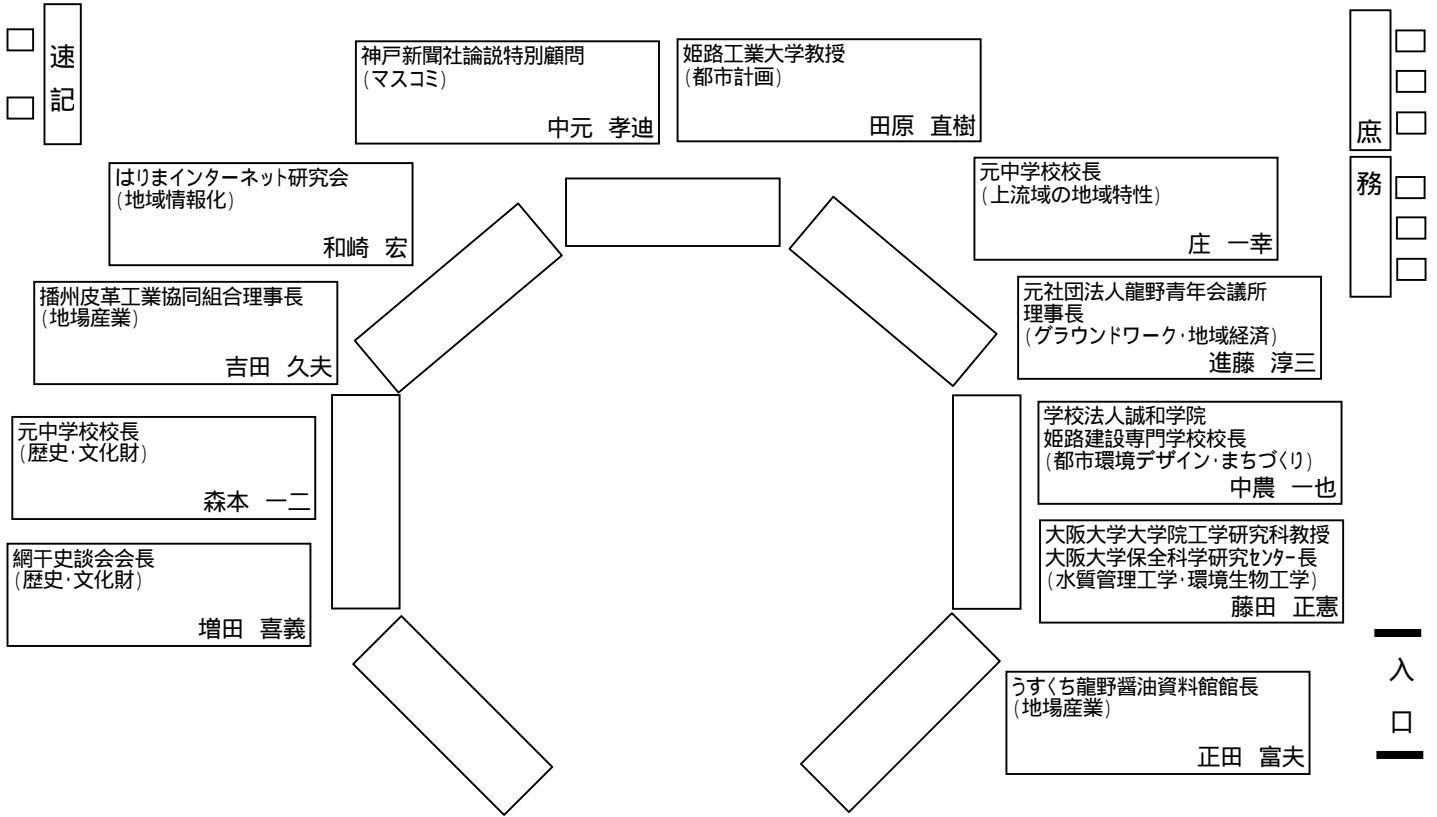 速記
神戸新聞社論説特別顧問
(マスコミ)
中元 孝迪
姫路工業大学教授
(都市計画)
田原 直樹
庶務
はりまインターネット研究会
(地域情報化)
和崎 宏
元中学校校長
(上流域の地域特性)
庄 一幸
播州皮革工業協同組合理事長
(地場産業)
吉田 久夫
元社団法人龍野青年会議所
理事長
(グラウンドワーク・地域経済)
進藤 淳三
元中学校校長
(歴史・文化財)
森本 一二
学校法人誠和学院
姫路建設専門学校校長
(都市環境デザイン・まちづくり)
中農 一也
網干史談会会長
(歴史・文化財)
増田 喜義
大阪大学大学院工学研究科教授
大阪大学保全科学研究センター長
(水質管理工学・環境生物工学)
藤田 正憲
うすくち龍野醤油資料館館長
(地場産業)
正田 富夫
入口